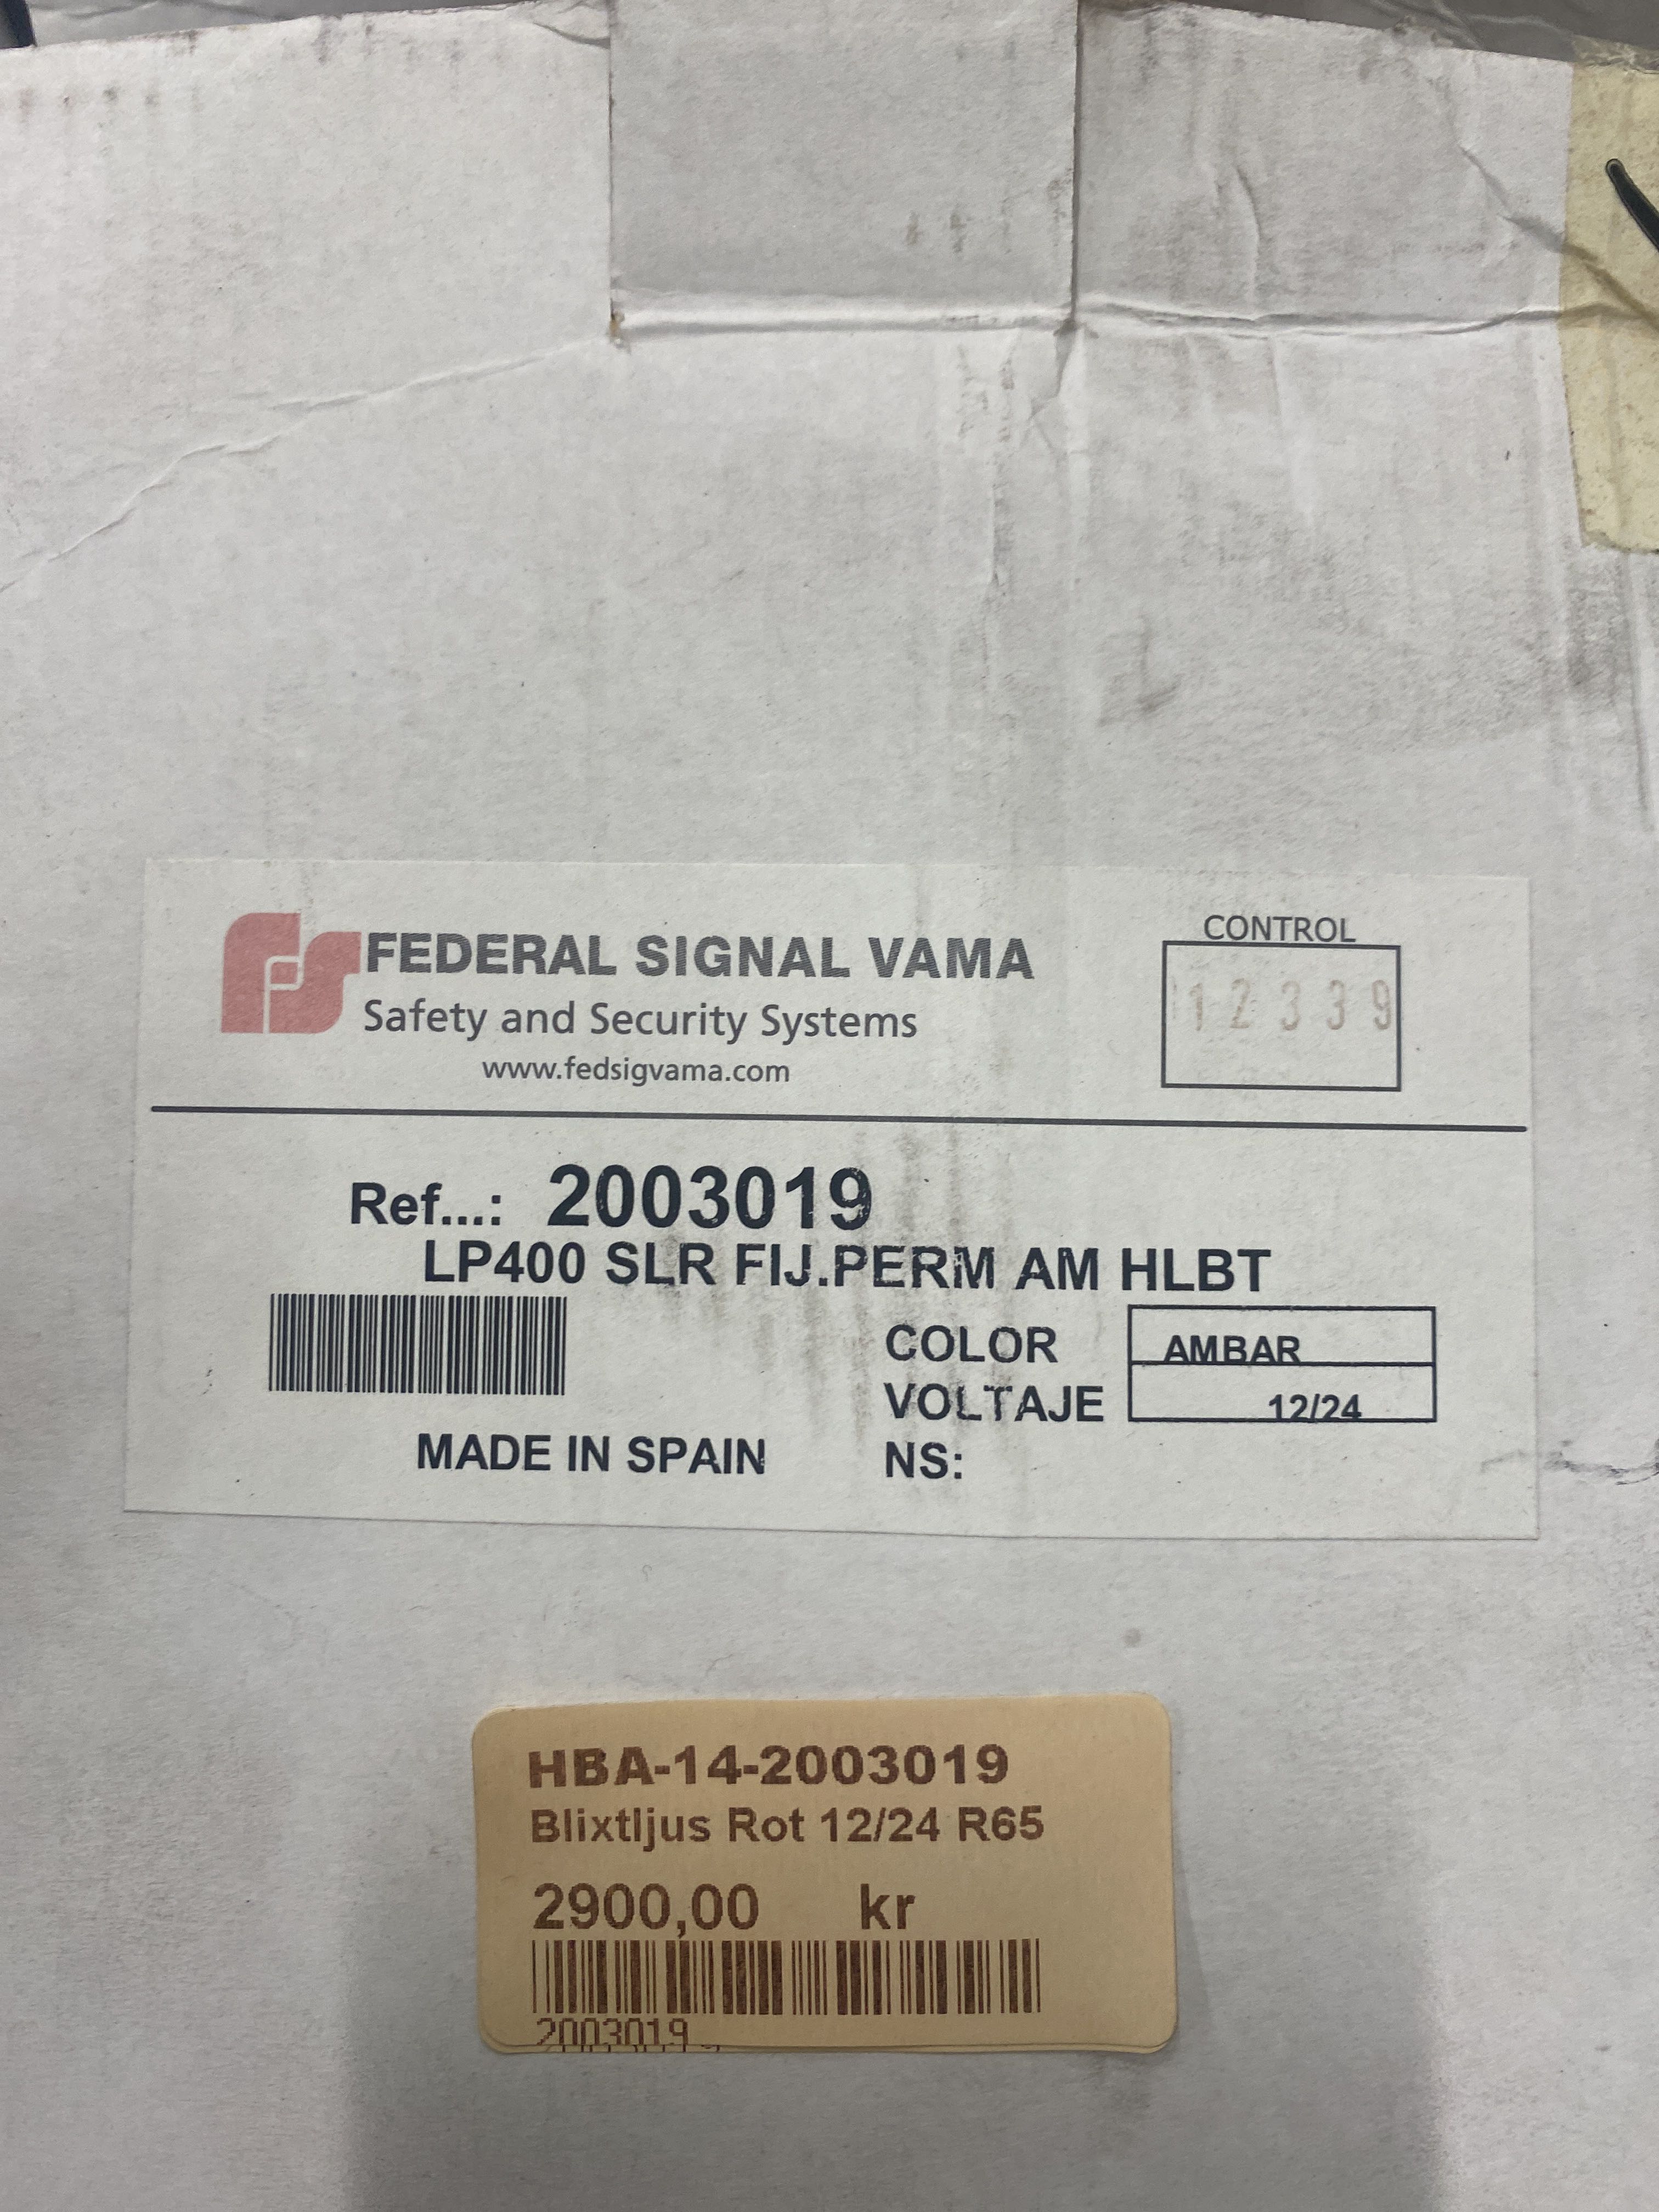 FEDERAL SIGNAL VAMA
Safety and Security Systems
www.fedsigvama.com
CONTROL
12339
Ref...: 2003019
LP400 SLR FIJ.PERM AM HLBT
COLOR AMBAR
VOLTAJE 12/24
MADE IN SPAIN NS:
HBA-14-2003019
Blixtljus Rot 12/24 R65
2900,00 kr
2003019